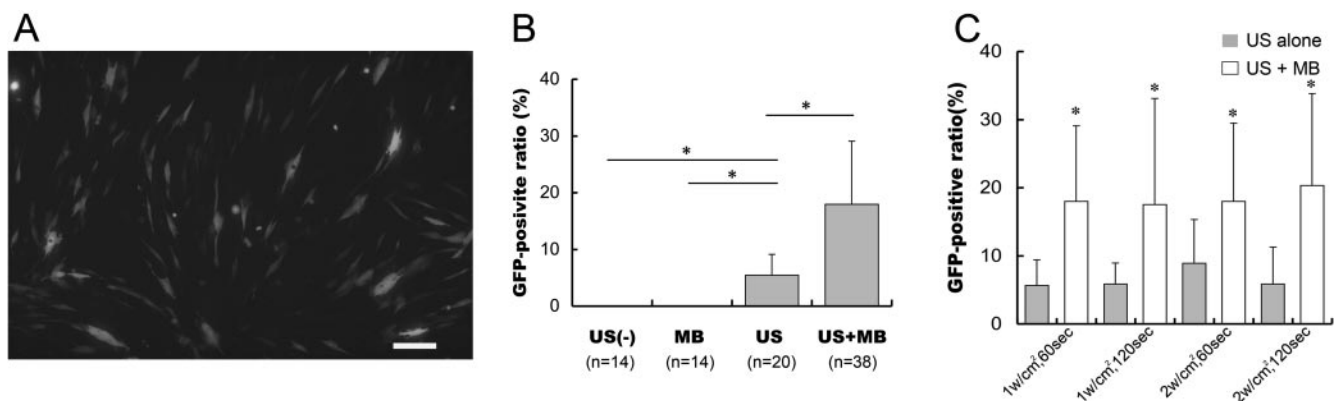 A
B
GFP-posivite ratio (%)
40
30
20
10
0
*
*
*
US(-) MB US US+MB
(n=14) (n=14) (n=20) (n=38)
C
US alone
US + MB
GFP-positive ratio(%)
40
30
20
10
0
* * * *
1w/cm²,60sec
1w/cm²,120sec
2w/cm²,60sec
2w/cm²,120sec